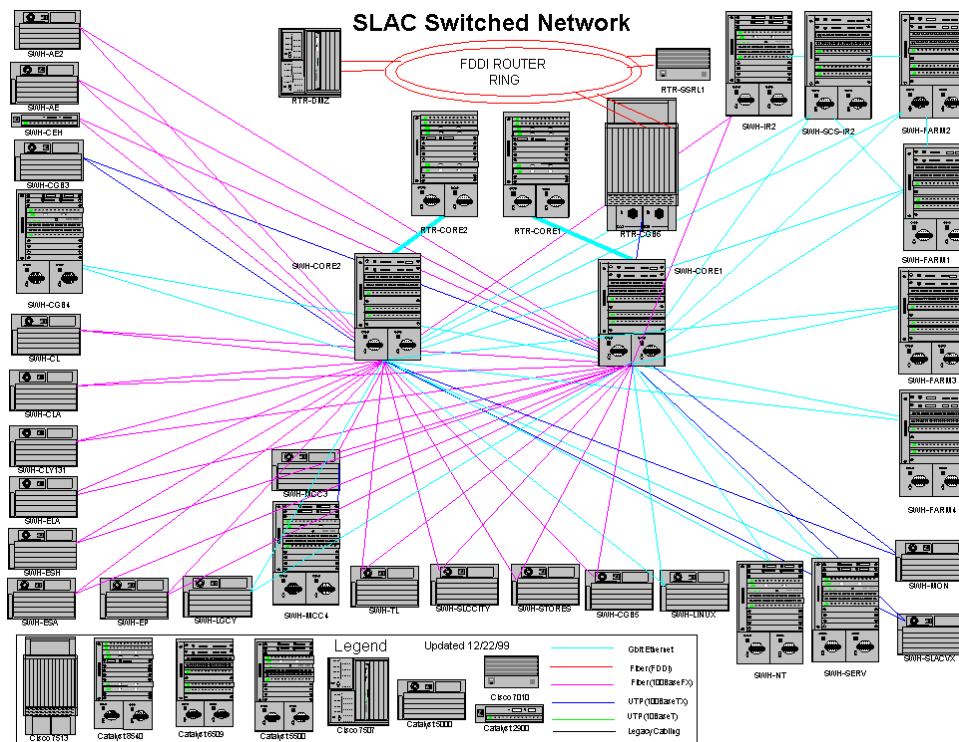 SLAC Switched Network
FDDI ROUTER
RING
SWH-AE2
RTR-DMZ
RTR-SSRL1
SWH-AE
SWH-IR2
SWH-SCS-IR2
SWH-FARM2
SWH-CEH
SWH-CGB3
RTR-CORE2
RTR-CORE1
RTR-CGB6
SWH-CORE2
SWH-CORE1
SWH-FARM1
SWH-CGB4
SWH-CL
SWH-FARM3
SWH-CLA
SWH-CLY131
SWH-ELA
SWH-MCC3
SWH-FARM4
SWH-ESH
SWH-ESA
SWH-EP
SWH-LGCY
SWH-MCC4
SWH-TL
SWH-SLCCITY
SWH-STORES
SWH-CGB5
SWH-LINUX
SWH-MON
SWH-NT
SWH-SERV
SWH-SLACVX
Legend
Updated 12/22/99
Gbit Ethernet
Fiber (FDDI)
Fiber (100BaseFX)
UTP (100BaseTX)
UTP (10BaseT)
Legacy Cabling
Cisco 7513
Catalyst 8540
Catalyst 6509
Catalyst 5500
Cisco 7507
Catalyst 5000
Cisco 7010
Catalyst 2900